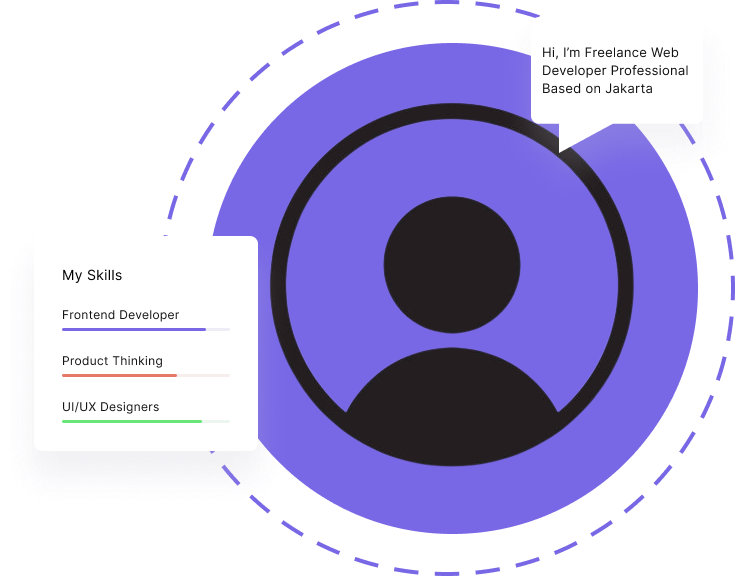 Hi, I’m Freelance Web
Developer Professional
Based on Jakarta
My Skills
Frontend Developer
Product Thinking
UI/UX Designers